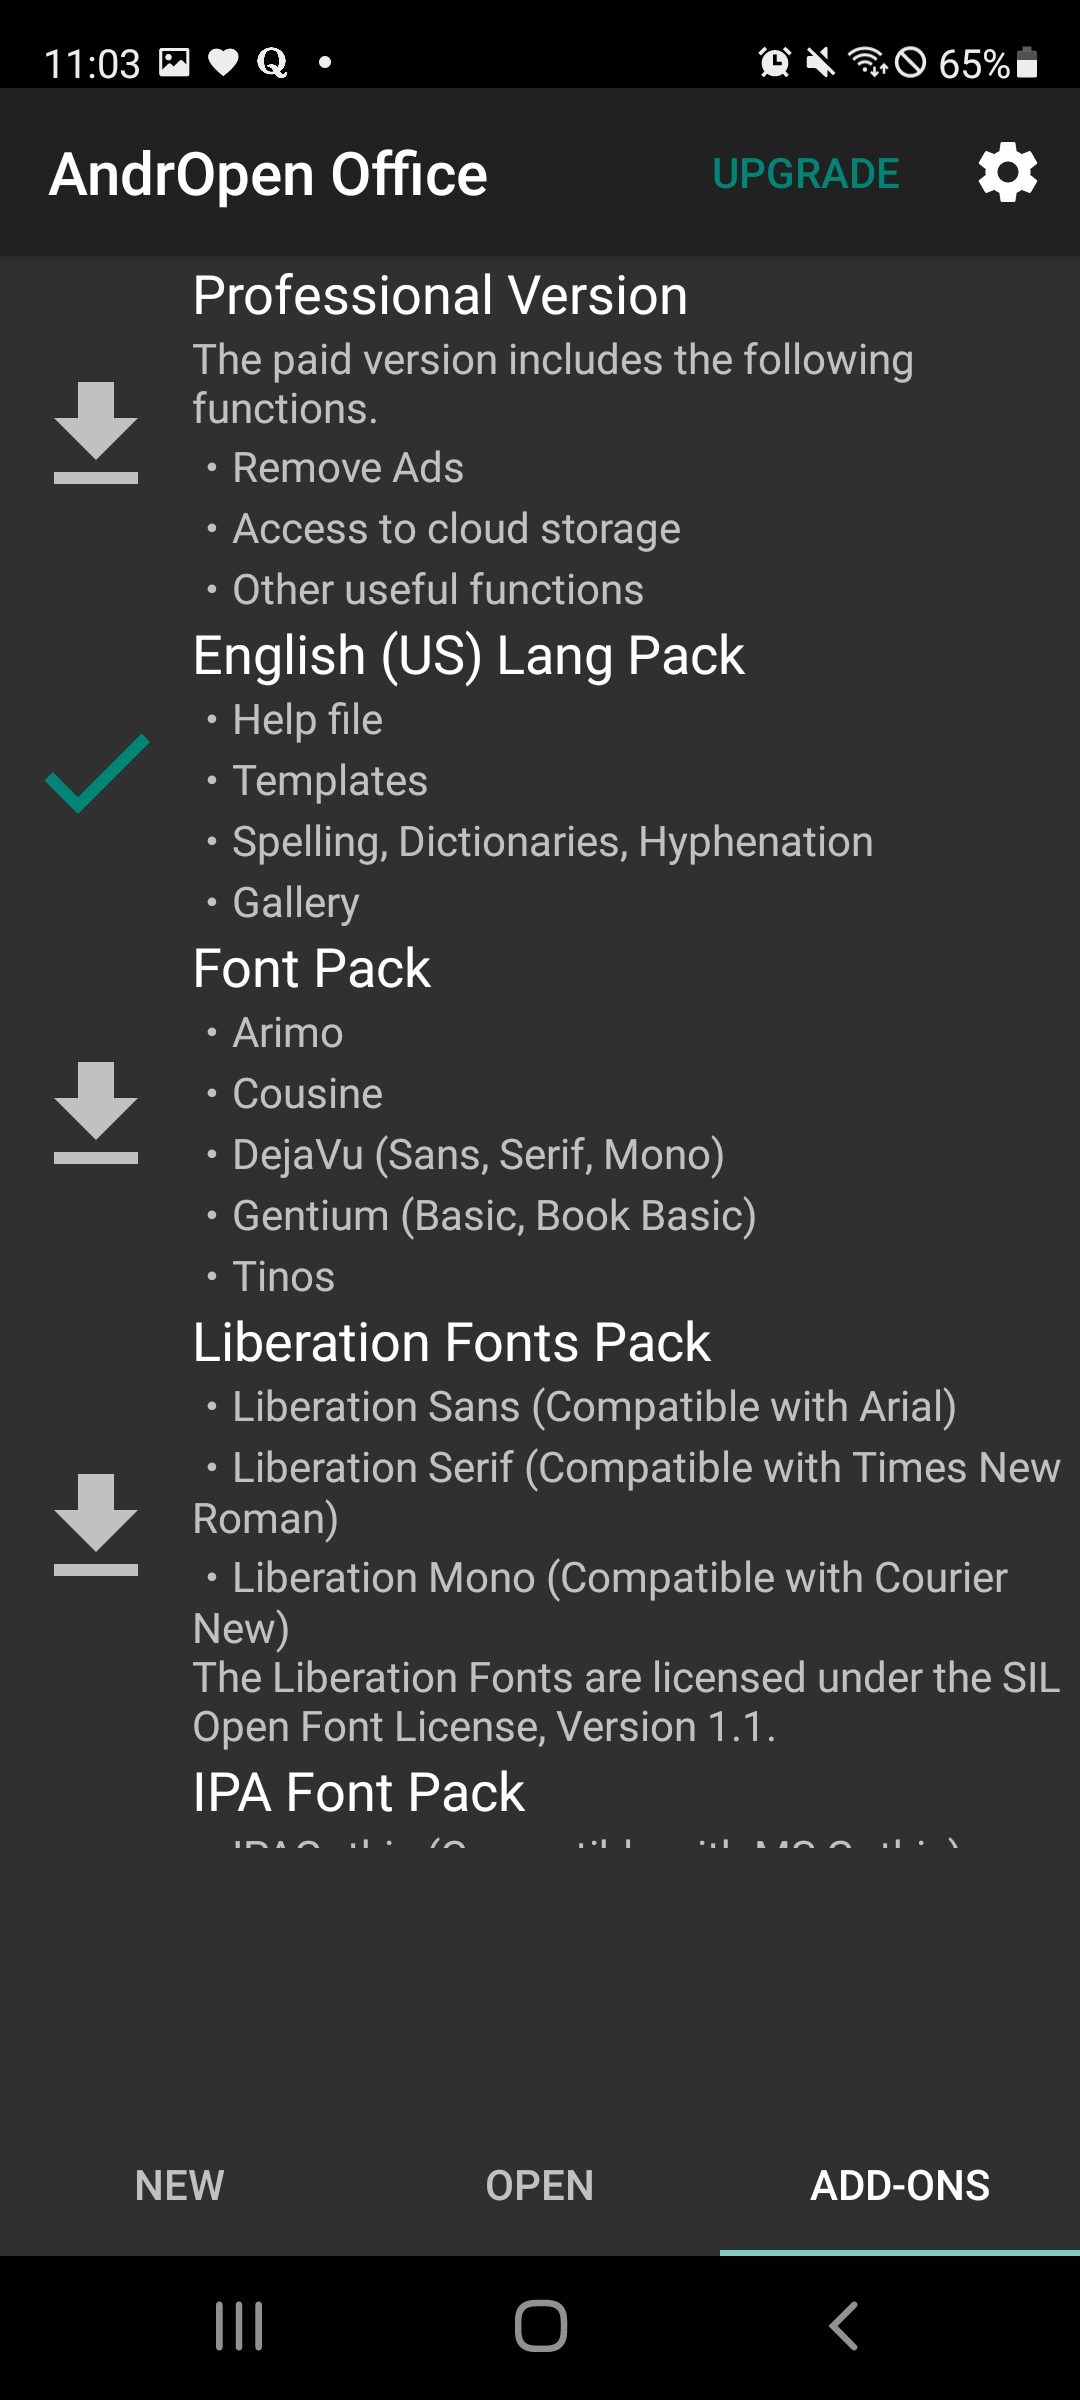 11:03
65%
AndrOpen Office
UPGRADE
Professional Version
The paid version includes the following
functions.
・Remove Ads
・Access to cloud storage
・Other useful functions
English (US) Lang Pack
・Help file
・Templates
・Spelling, Dictionaries, Hyphenation
・Gallery
Font Pack
・Arimo
・Cousine
・DejaVu (Sans, Serif, Mono)
・Gentium (Basic, Book Basic)
・Tinos
Liberation Fonts Pack
・Liberation Sans (Compatible with Arial)
・Liberation Serif (Compatible with Times New
Roman)
・Liberation Mono (Compatible with Courier
New)
The Liberation Fonts are licensed under the SIL
Open Font License, Version 1.1.
IPA Font Pack
NEW
OPEN
ADD-ONS